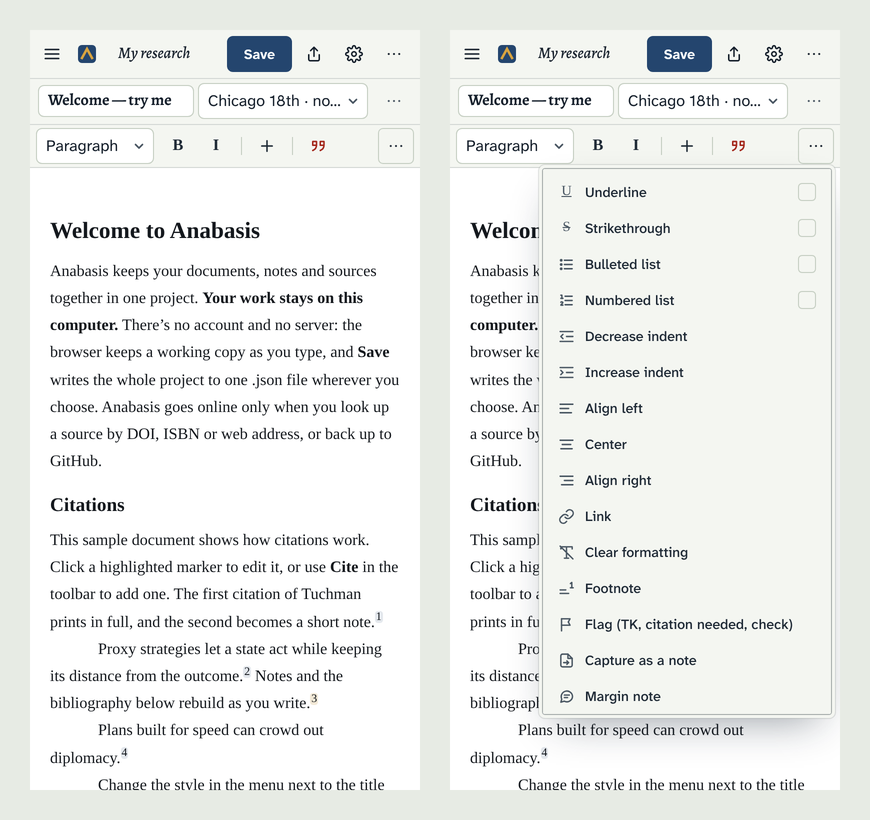 My research
Save
Welcome — try me
Chicago 18th · no...
Paragraph
B
I
Welcome to Anabasis
Anabasis keeps your documents, notes and sources
together in one project. Your work stays on this
computer. There's no account and no server: the
browser keeps a working copy as you type, and Save
writes the whole project to one .json file wherever you
choose. Anabasis goes online only when you look up
a source by DOI, ISBN or web address, or back up to
GitHub.
Citations
This sample document shows how citations work.
Click a highlighted marker to edit it, or use Cite in the
toolbar to add one. The first citation of Tuchman
prints in full, and the second becomes a short note.1
Proxy strategies let a state act while keeping
its distance from the outcome.2 Notes and the
bibliography below rebuild as you write.3
Plans built for speed can crowd out
diplomacy.4
Change the style in the menu next to the title
My research
Save
Welcome — try me
Chicago 18th · no...
Paragraph
B
I
Welcon
Anabasis k
together in
computer.
browser ke
writes the w
choose. An
a source by
GitHub.
Citations
This sampl
Click a hig
toolbar to a
prints in fu
Pro
its distance
bibliograpl
Plans built for speed can crowd out
diplomacy.4
Change the style in the menu next to the title
U Underline
S Strikethrough
Bulleted list
Numbered list
Decrease indent
Increase indent
Align left
Center
Align right
Link
Clear formatting
Footnote
Flag (TK, citation needed, check)
Capture as a note
Margin note